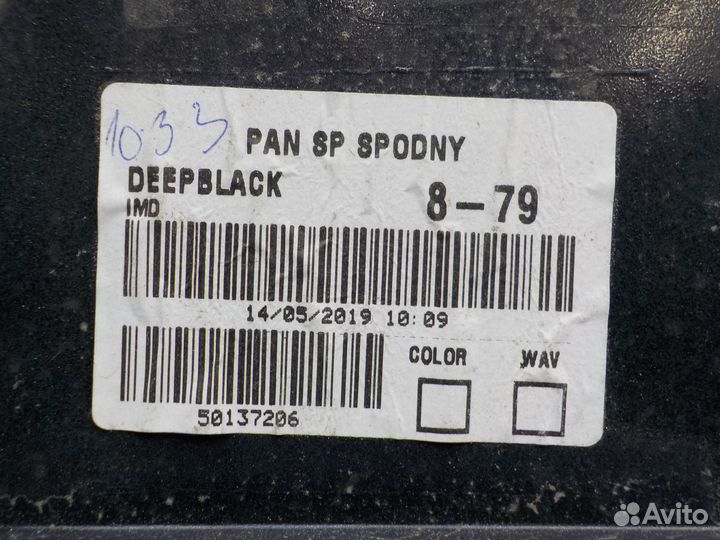 1033
PAN SP SPODNY
DEEPBLACK
8-79
IMD
14/05/2019 10:09
COLOR
WAV
50137206
Avito